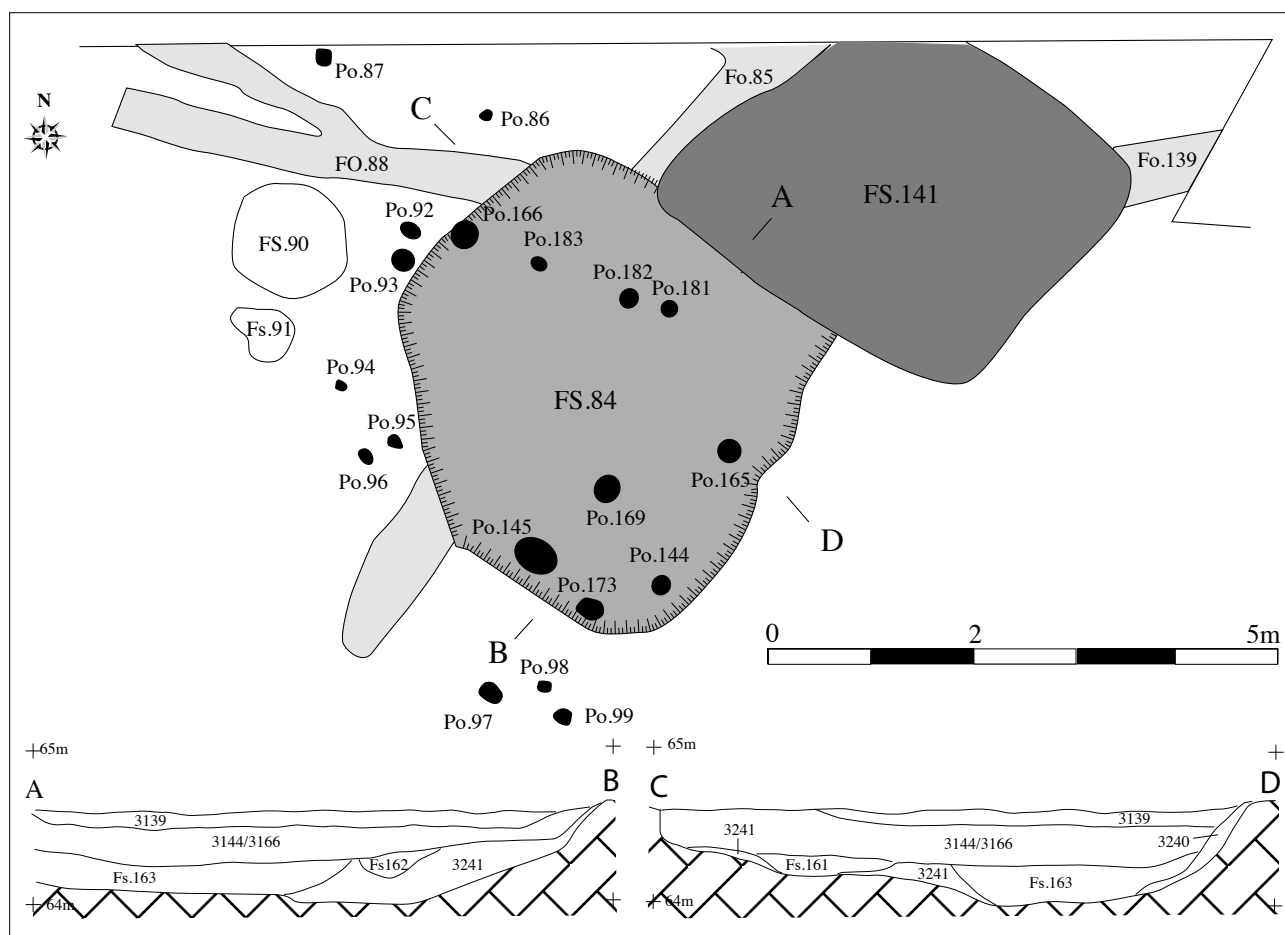 Po.87
Fo.85
N
C
Po.86
FO.88
Fo.139
A
FS.141
Po.92
Po.166
FS.90
Po.183
Po.93
Po.182
Po.181
Fs.91
Po.94
FS.84
Po.95
Po.96
Po.165
Po.169
Po.145
D
Po.144
Po.173
0 2 5m
B
Po.98
Po.97
Po.99
65m
65m
A
B
C
D
3139
3144/3166
Fs162
3241
Fs.163
64m
3139
3241
3144/3166
3240
Fs.161
3241
Fs.163
64m